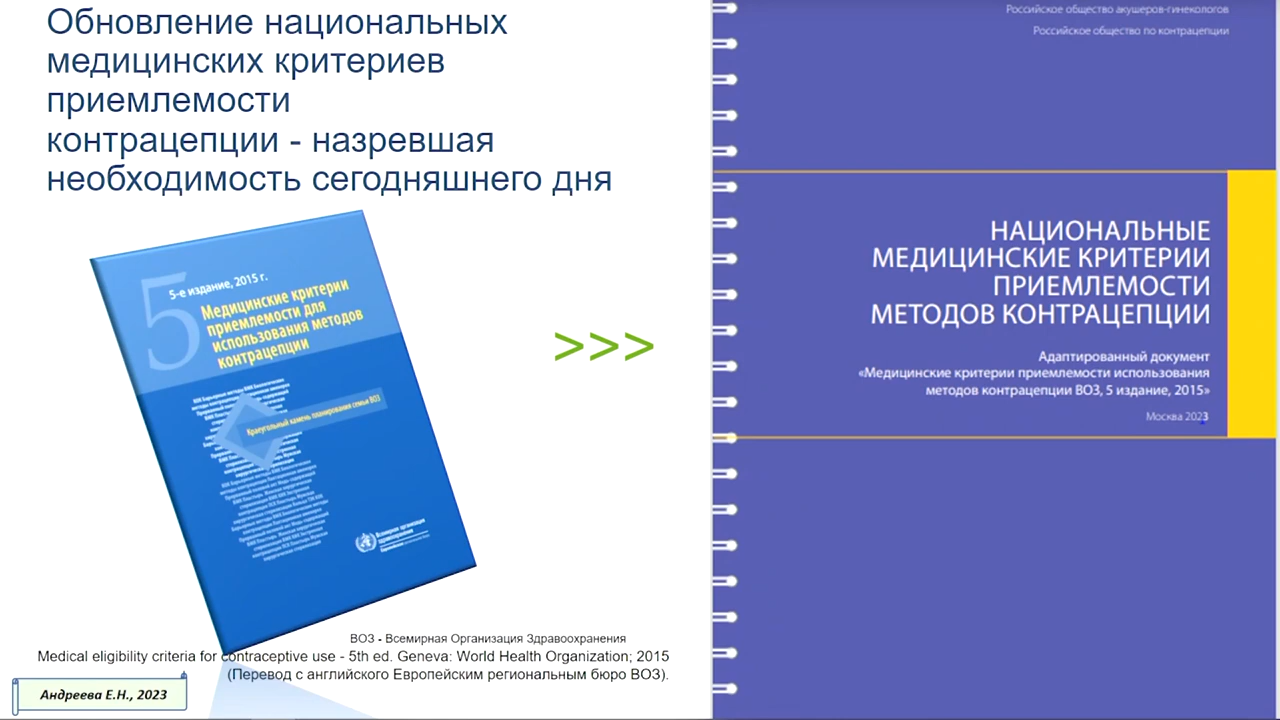 Обновление национальных
медицинских критериев
приемлемости
контрацепции - назревшая
необходимость сегодняшнего дня
5
5-е издание, 2015 г.
Медицинские критерии
приемлемости для
использования методов
контрацепции
Краеугольный камень планирования семьи ВОЗ
Всемирная организация
здравоохранения
>>>
ВОЗ - Всемирная Организация Здравоохранения
Medical eligibility criteria for contraceptive use - 5th ed. Geneva: World Health Organization; 2015
(Перевод с английского Европейским региональным бюро ВОЗ).
Андреева Е.Н., 2023
Российское общество акушеров-гинекологов
Российское общество по контрацепции
НАЦИОНАЛЬНЫЕ
МЕДИЦИНСКИЕ КРИТЕРИИ
ПРИЕМЛЕМОСТИ
МЕТОДОВ КОНТРАЦЕПЦИИ
Адаптированный документ
«Медицинские критерии приемлемости использования
методов контрацепции ВОЗ, 5 издание, 2015»
Москва 2023